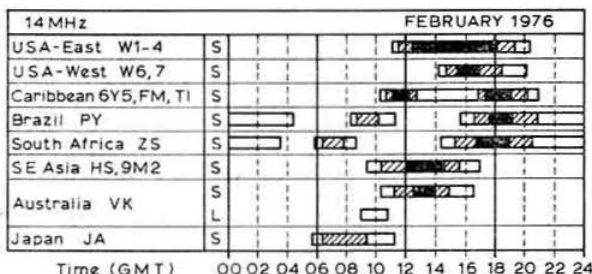 14 MHz FEBRUARY 1976
USA-East W1-4 S
USA-West W6,7 S
Caribbean 6Y5, FM, TI S
Brazil PY S
South Africa ZS S
SE Asia HS,9M2 S
Australia VK S
L
Japan JA S
Time (GMT) 00 02 04 06 08 10 12 14 16 18 20 22 24